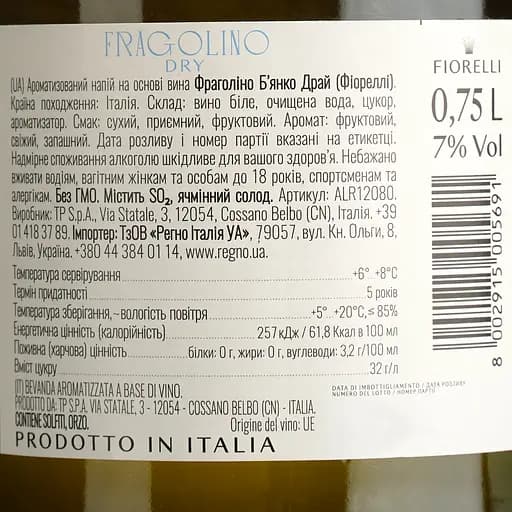 FRAGOLINO
DRY
(UA) Ароматизований напій на основі вина Фраголіно Б'янко Драй (Фіореллі).
Країна походження: Італія. Склад: вино біле, очищена вода, цукор,
ароматизатор. Смак: сухий, приємний, фруктовий. Аромат: фруктовий,
свіжий, запашний. Дата розливу і номер партії вказані на етикетці.
Надмірне споживання алкоголю шкідливе для вашого здоров'я. Небажано
вживати водіям, вагітним жінкам та особам до 18 років, спортсменам та
алергікам. Без ГМО. Містить SO₂, ячмінний солод. Артикул: ALR12080.
Виробник: TP S.p.A., Via Statale, 3, 12054, Cossano Belbo (CN), Італія. +39
01 418 37 89. Імпортер: ТзОВ «Регно Італія УА», 79057, вул. Кн. Ольги, 8,
Львів, Україна. +380 44 384 01 14, www.regno.ua.
Температура сервірування +6° +8°C
Термін придатності 5 років
Температура зберігання, – вологість повітря +5° +20°C, ≤ 85%
Енергетична цінність (калорійність) 257 кДж / 61,8 Ккал в 100 мл
Поживна (харчова) цінність білки: 0 г, жири: 0 г, вуглеводи: 3,2 г/100 мл
Вміст цукру 32 г/л
(IT) BEVANDA AROMATIZZATA A BASE DI VINO.
PRODOTTO DA: TP S.P.A. VIA STATALE, 3 - 12054 - COSSANO BELBO (CN) - ITALIA.
CONTIENE SOLFITI, ORZO. Origine del vino: UE
PRODOTTO IN ITALIA
DATA DI IMBOTTIGLIAMENTO / ДАТА РОЗЛИВУ
NUMERO DEL LOTTO / НОМЕР ПАРТІЇ
FIORELLI
0,75 L
7% Vol
8 002915 005691